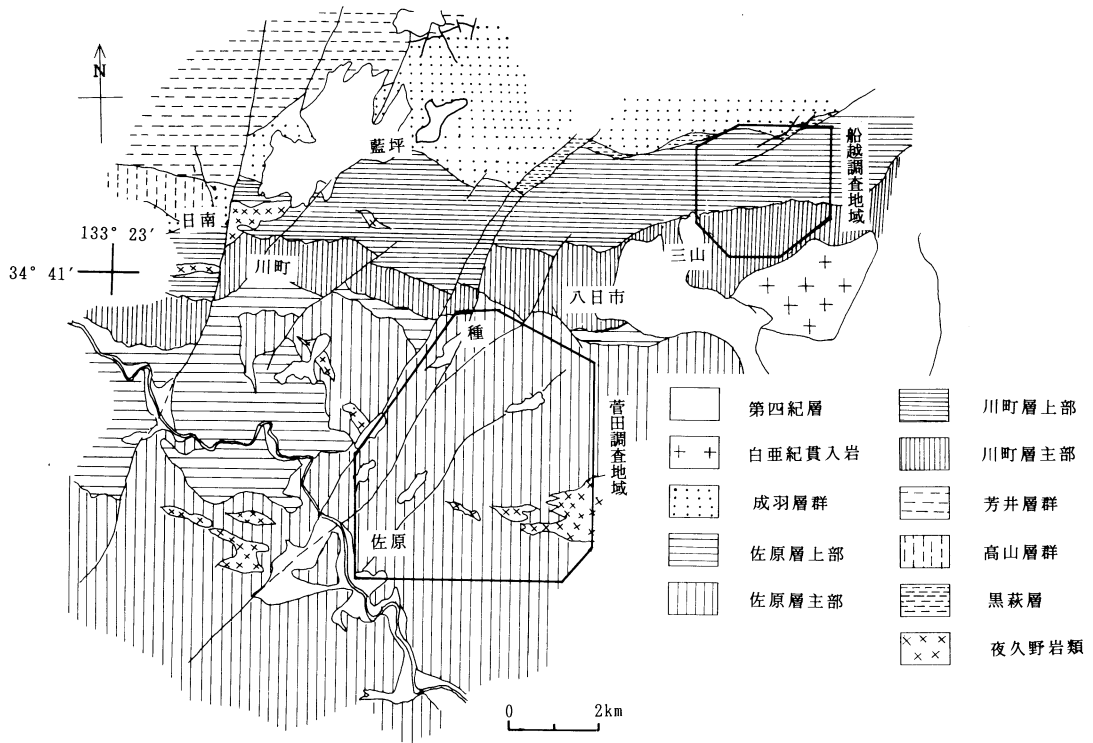 N
藍坪
船越調査地域
日南
133° 23′
34° 41′
川町
三山
八日市
種
菅田調査地域
佐原
第四紀層
白亜紀貫入岩
成羽層群
佐原層上部
佐原層主部
川町層上部
川町層主部
芳井層群
高山層群
黒萩層
夜久野岩類
0 2km